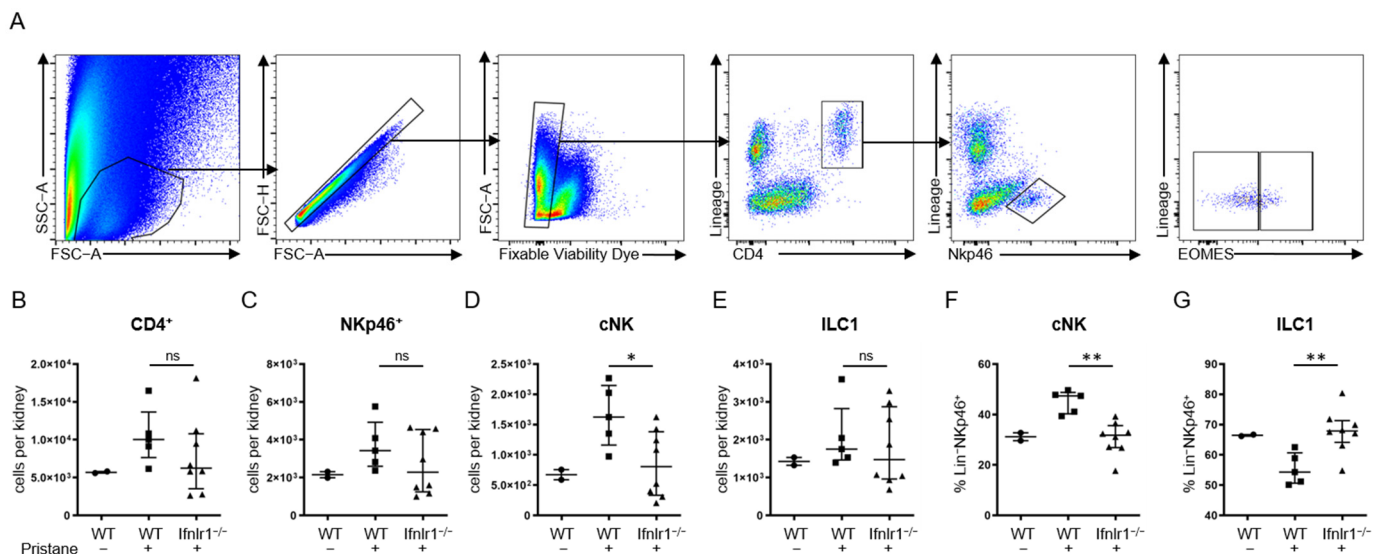 A
SSC–A
FSC–A
FSC–H
FSC–A
FSC–A
Fixable Viability Dye
Lineage
CD4
Lineage
Nkp46
Lineage
EOMES
B
CD4⁺
cells per kidney
2.0×10⁴
1.5×10⁴
1.0×10⁴
5.0×10³
0
ns
WT WT Ifnlr1⁻/⁻
Pristane – + +
C
NKp46⁺
cells per kidney
8×10³
6×10³
4×10³
2×10³
0
ns
WT WT Ifnlr1⁻/⁻
– + +
D
cNK
cells per kidney
2.5×10³
2.0×10³
1.5×10³
1.0×10³
5.0×10²
0
*
WT WT Ifnlr1⁻/⁻
– + +
E
ILC1
cells per kidney
4×10³
3×10³
2×10³
1×10³
0
ns
WT WT Ifnlr1⁻/⁻
– + +
F
cNK
% Lin⁻NKp46⁺
60
40
20
0
**
WT WT Ifnlr1⁻/⁻
– + +
G
ILC1
% Lin⁻NKp46⁺
90
80
70
60
50
40
**
WT WT Ifnlr1⁻/⁻
– + +